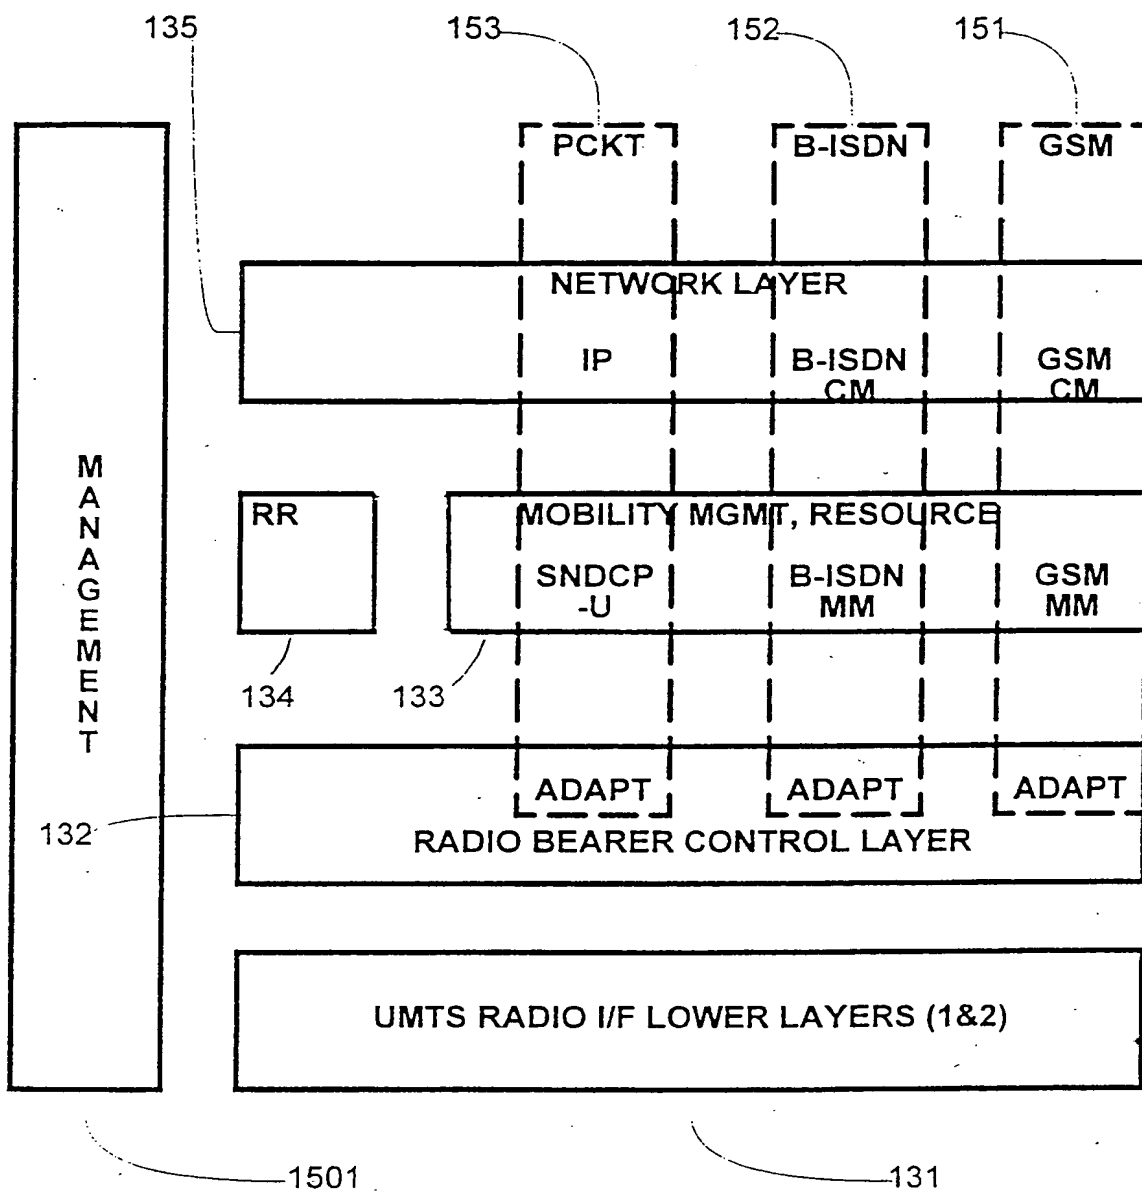 135
153
152
151
PCKT
B-ISDN
GSM
NETWORK LAYER
IP
B-ISDN
CM
GSM
CM
MANAGEMENT
RR
MOBILITY MGMT, RESOURCE
SNDCP
-U
B-ISDN
MM
GSM
MM
134
133
ADAPT
ADAPT
ADAPT
132
RADIO BEARER CONTROL LAYER
UMTS RADIO I/F LOWER LAYERS (1&2)
1501
131